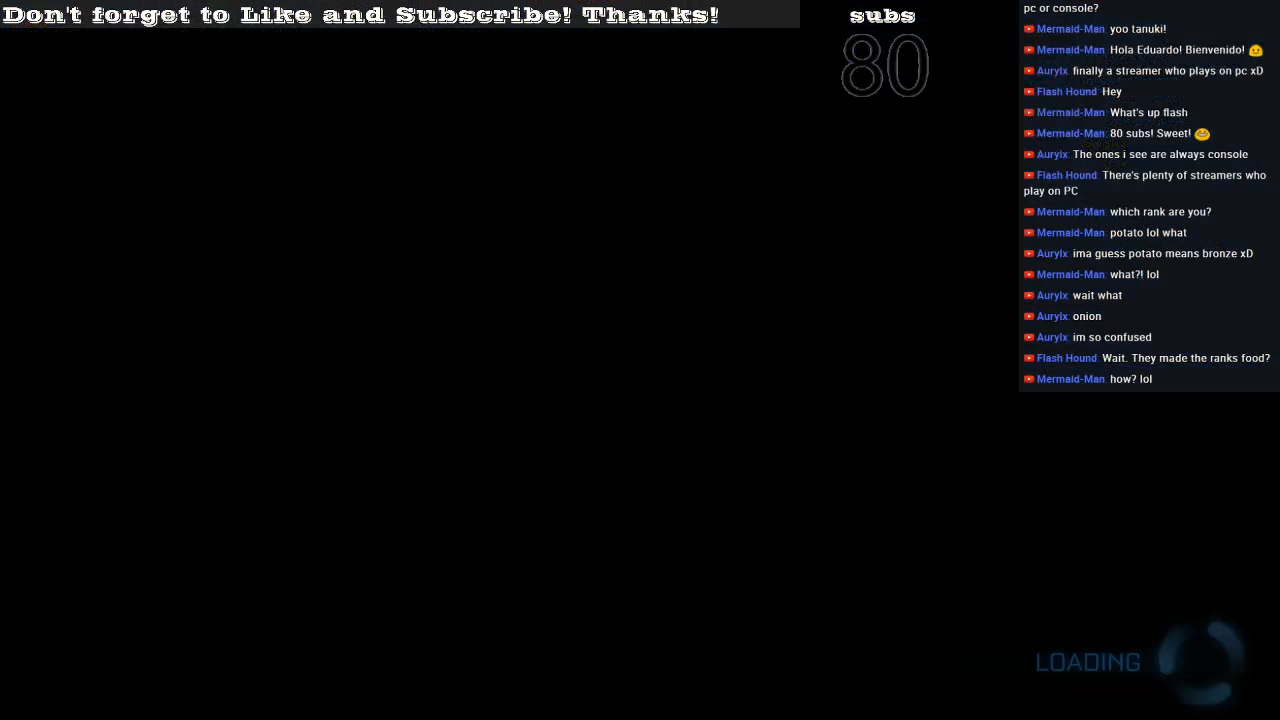 Don't forget to Like and Subscribe! Thanks!
subs
80
pc or console?
Mermaid-Man: yoo tanuki!
Mermaid-Man: Hola Eduardo! Bienvenido!
Aurylx: finally a streamer who plays on pc xD
Flash Hound: Hey
Mermaid-Man: What's up flash
Mermaid-Man: 80 subs! Sweet!
Aurylx: The ones i see are always console
Flash Hound: There's plenty of streamers who
play on PC
Mermaid-Man: which rank are you?
Mermaid-Man: potato lol what
Aurylx: ima guess potato means bronze xD
Mermaid-Man: what?! lol
Aurylx: wait what
Aurylx: onion
Aurylx: im so confused
Flash Hound: Wait. They made the ranks food?
Mermaid-Man: how? lol
LOADING